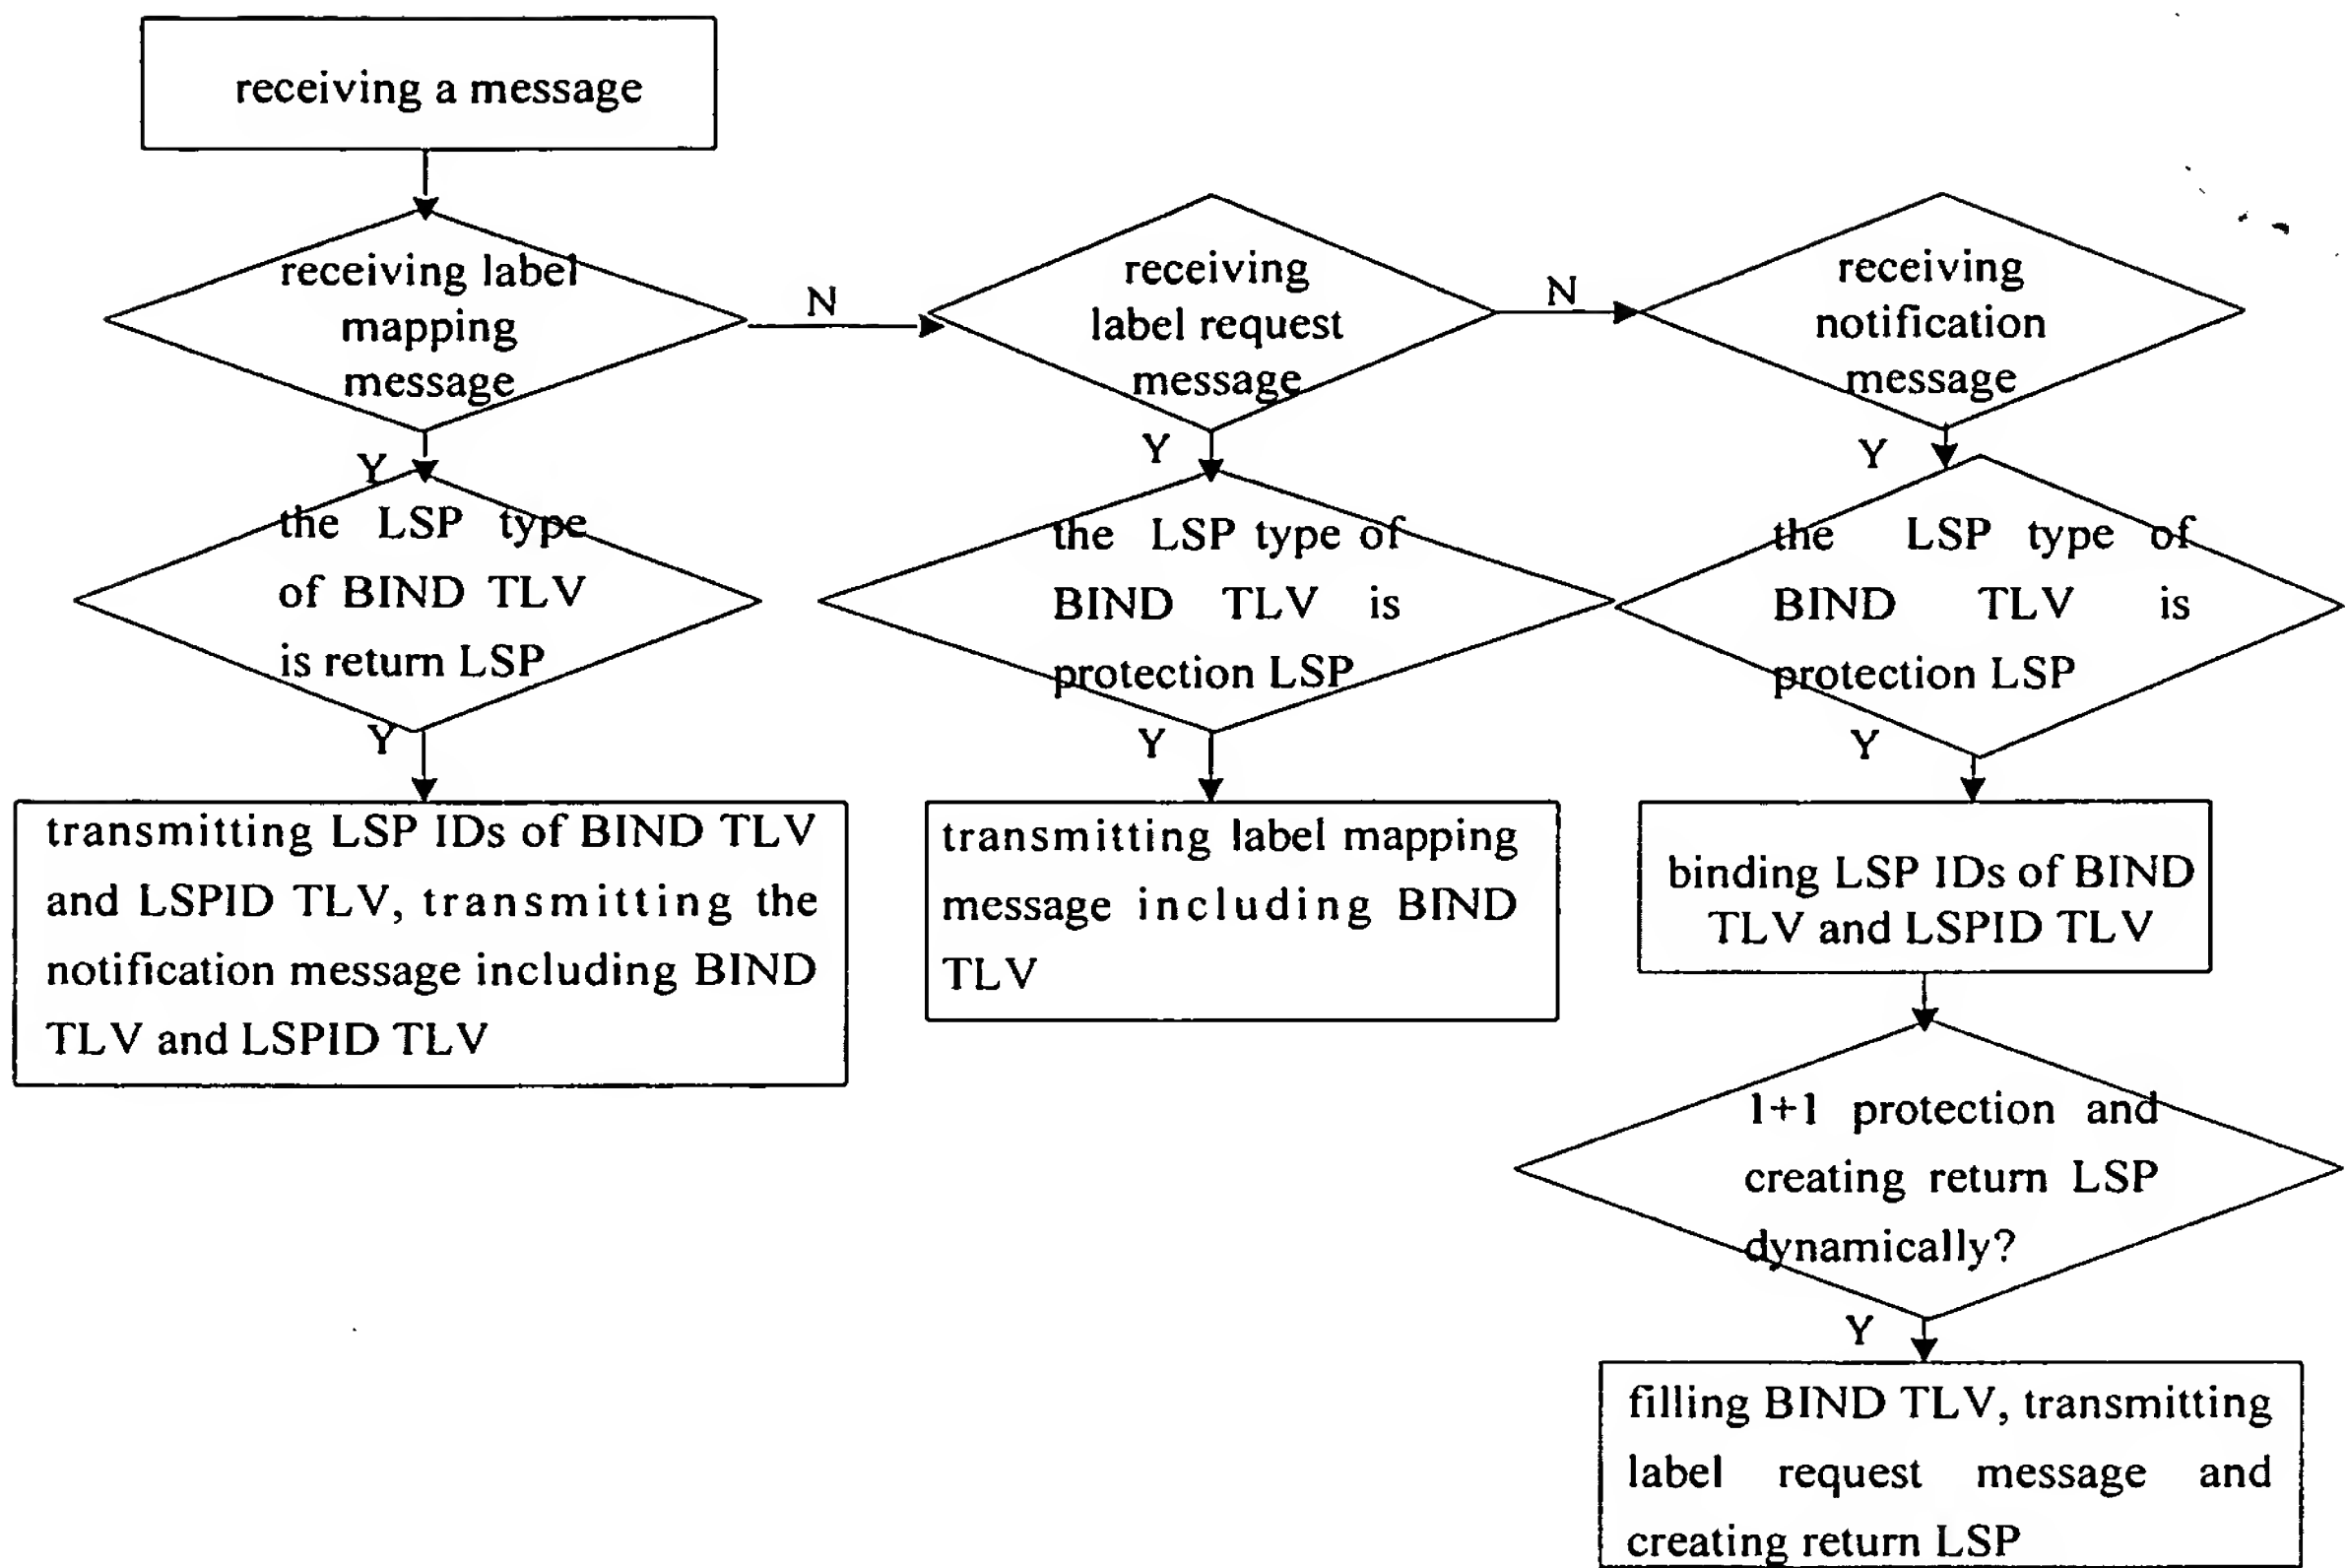 receiving a message
receiving label
mapping
message
N
receiving
label request
message
N
receiving
notification
message
Y
Y
Y
the LSP type
of BIND TLV
is return LSP
the LSP type of
BIND TLV is
protection LSP
the LSP type of
BIND TLV is
protection LSP
Y
Y
Y
transmitting LSP IDs of BIND TLV
and LSPID TLV, transmitting the
notification message including BIND
TLV and LSPID TLV
transmitting label mapping
message including BIND
TLV
binding LSP IDs of BIND
TLV and LSPID TLV
1+1 protection and
creating return LSP
dynamically?
Y
filling BIND TLV, transmitting
label request message and
creating return LSP